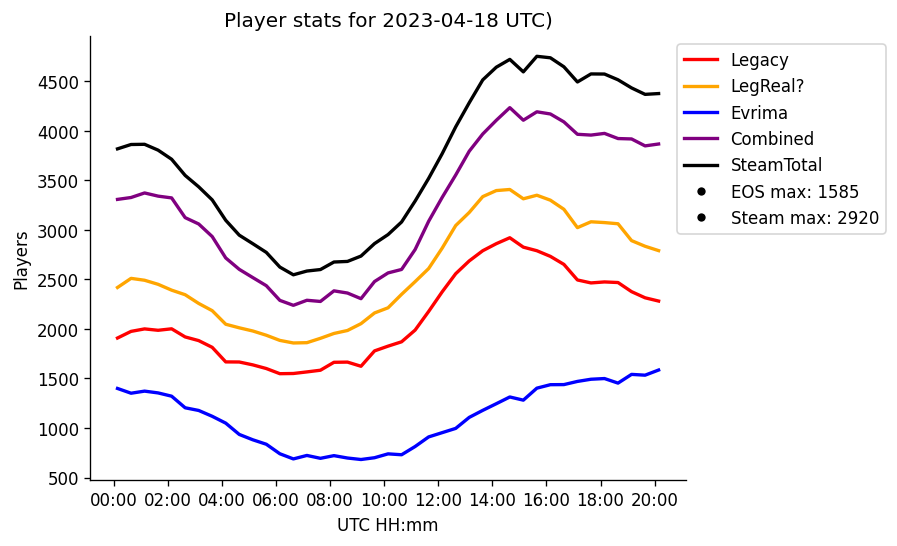 Player stats for 2023-04-18 UTC)
Players
4500
4000
3500
3000
2500
2000
1500
1000
500
00:00 02:00 04:00 06:00 08:00 10:00 12:00 14:00 16:00 18:00 20:00
UTC HH:mm
Legacy
LegReal?
Evrima
Combined
SteamTotal
EOS max: 1585
Steam max: 2920